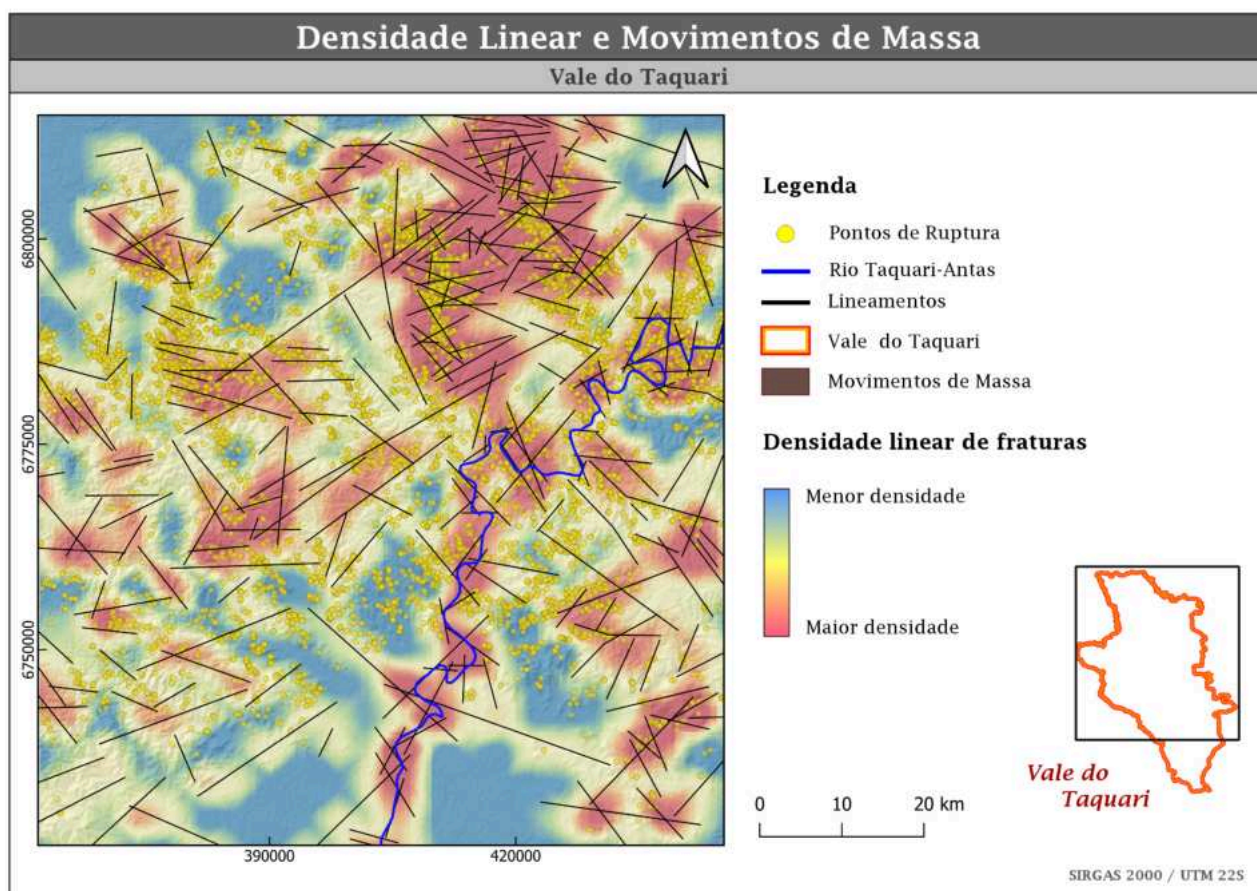 Densidade Linear e Movimentos de Massa
Vale do Taquari
6800000
6775000
6750000
390000
420000
Legenda
Pontos de Ruptura
Rio Taquari-Antas
Lineamentos
Vale do Taquari
Movimentos de Massa
Densidade linear de fraturas
Menor densidade
Maior densidade
0 10 20 km
Vale do
Taquari
SIRGAS 2000 / UTM 22S